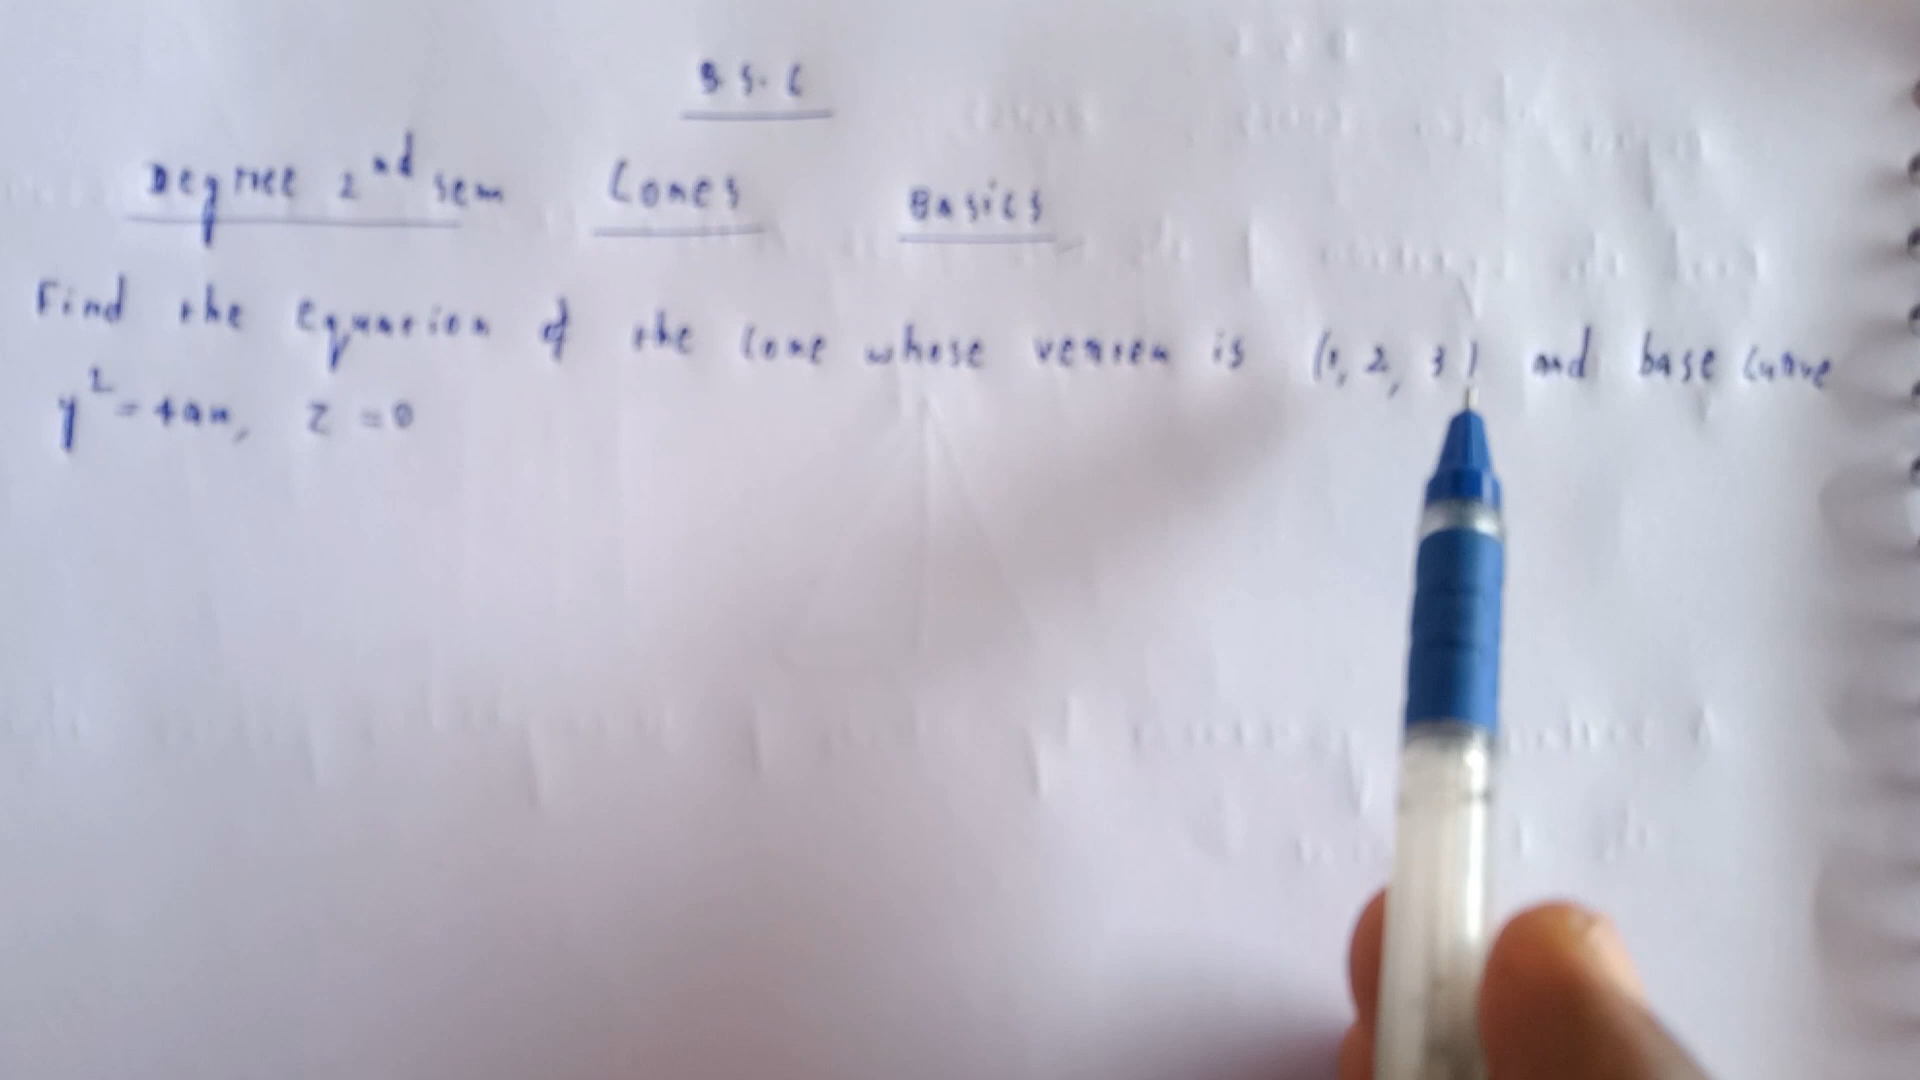 B.S.C
Degree 2nd sem Cones Basics
Find the equation of the cone whose vertex is (1, 2, 3) and base curve
y² = 4ax, z = 0